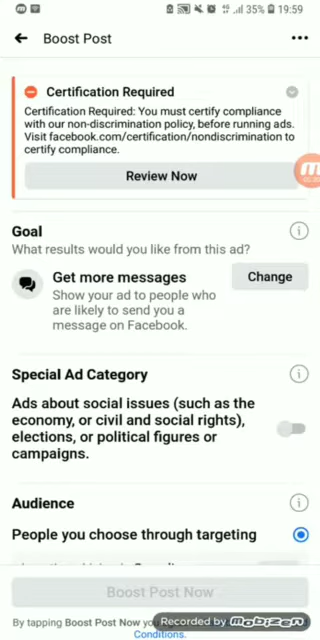 35% 19:59
Boost Post
Certification Required
Certification Required: You must certify compliance
with our non-discrimination policy, before running ads.
Visit facebook.com/certification/nondiscrimination to
certify compliance.
Review Now
Goal
What results would you like from this ad?
Get more messages
Change
Show your ad to people who
are likely to send you a
message on Facebook.
Special Ad Category
Ads about social issues (such as the
economy, or civil and social rights),
elections, or political figures or
campaigns.
Audience
People you choose through targeting
Boost Post Now
By tapping Boost Post Now
Recorded by mobizen
Conditions.